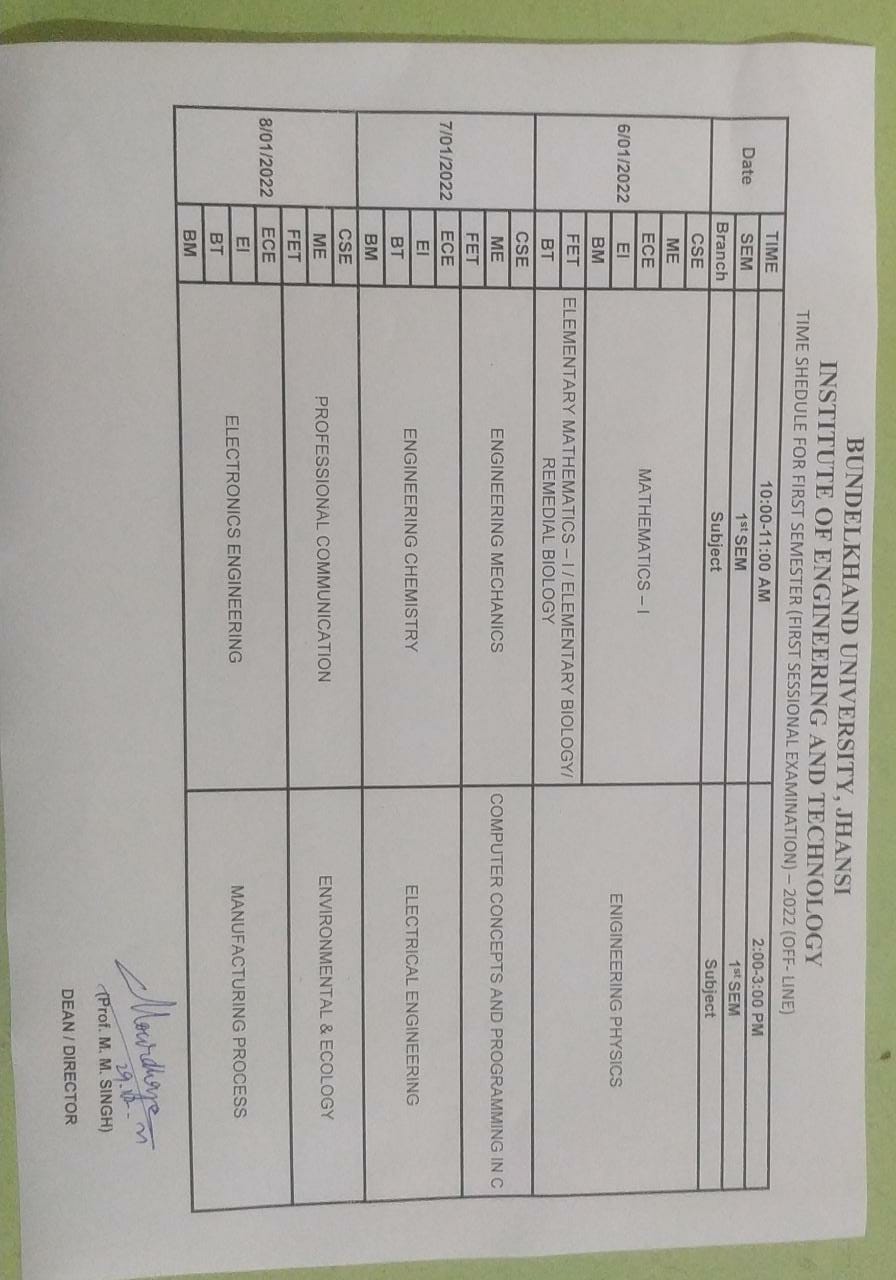 BUNDELKHAND UNIVERSITY, JHANSI
INSTITUTE OF ENGINEERING AND TECHNOLOGY
TIME SHEDULE FOR FIRST SEMESTER (FIRST SESSIONAL EXAMINATION) – 2022 (OFF- LINE)
Date TIME 10:00-11:00 AM 2:00-3:00 PM
SEM 1st SEM 1st SEM
Branch Subject Subject
6/01/2022 CSE MATHEMATICS – I ENIGINEERING PHYSICS
ME
ECE
EI
BM
FET ELEMENTARY MATHEMATICS – I / ELEMENTARY BIOLOGY/
BT REMEDIAL BIOLOGY
7/01/2022 CSE ENGINEERING MECHANICS COMPUTER CONCEPTS AND PROGRAMMING IN C
ME
FET
ECE ENGINEERING CHEMISTRY ELECTRICAL ENGINEERING
EI
BT
BM
8/01/2022 CSE PROFESSIONAL COMMUNICATION ENVIRONMENTAL & ECOLOGY
ME
FET
ECE ELECTRONICS ENGINEERING MANUFACTURING PROCESS
EI
BT
BM
(Prof. M. M. SINGH)
DEAN / DIRECTOR